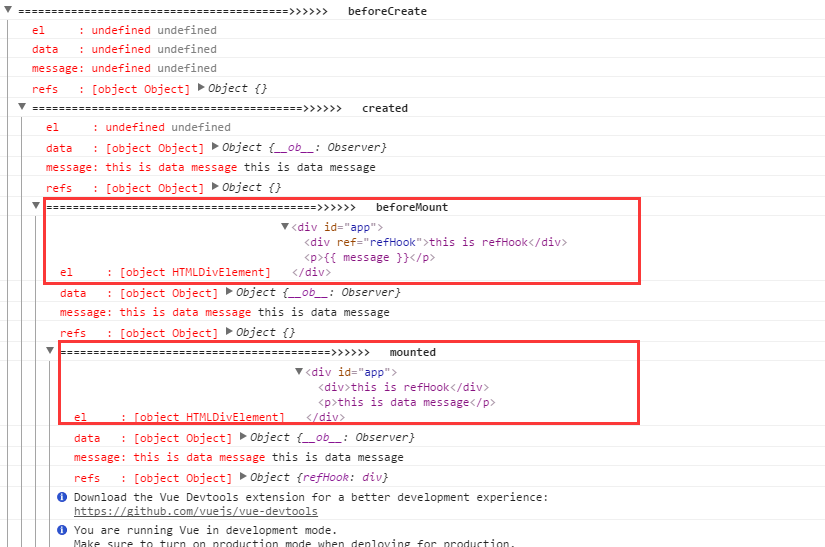 ========================================>>>>>> beforeCreate
el : undefined undefined
data : undefined undefined
message: undefined undefined
refs : [object Object] ▶Object {}
========================================>>>>>> created
el : undefined undefined
data : [object Object] ▶Object {__ob__: Observer}
message: this is data message this is data message
refs : [object Object] ▶Object {}
========================================>>>>>> beforeMount
▼<div id="app">
<div ref="refHook">this is refHook</div>
<p>{{ message }}</p>
el : [object HTMLDivElement] </div>
data : [object Object] ▶Object {__ob__: Observer}
message: this is data message this is data message
refs : [object Object] ▶Object {}
========================================>>>>>> mounted
▼<div id="app">
<div>this is refHook</div>
<p>this is data message</p>
el : [object HTMLDivElement] </div>
data : [object Object] ▶Object {__ob__: Observer}
message: this is data message this is data message
refs : [object Object] ▶Object {refHook: div}
Download the Vue Devtools extension for a better development experience:
https://github.com/vuejs/vue-devtools
You are running Vue in development mode.
Make sure to turn on production mode when deploying for production.